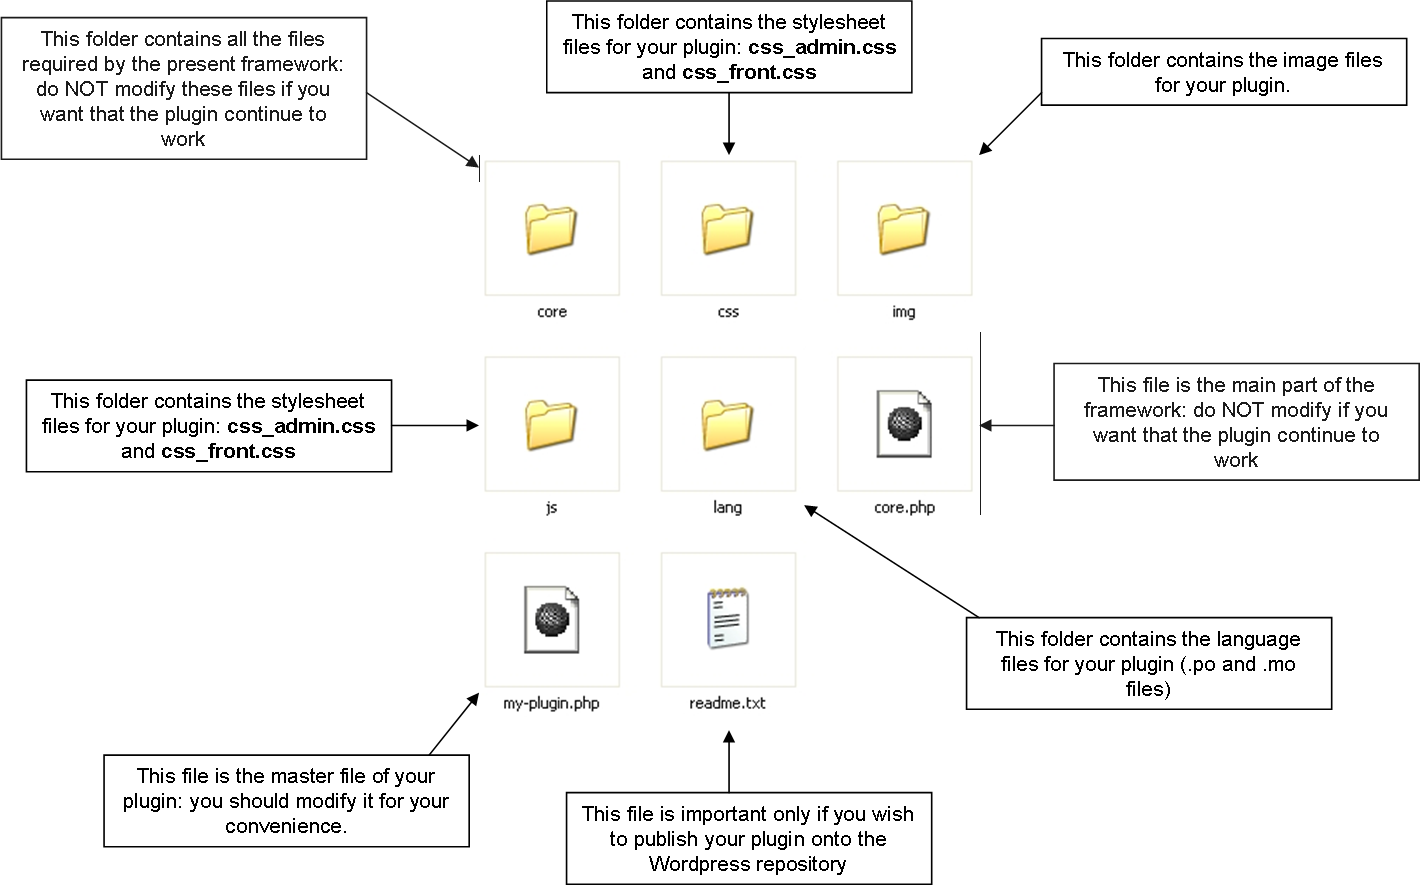 This folder contains all the files
required by the present framework:
do NOT modify these files if you
want that the plugin continue to
work
This folder contains the stylesheet
files for your plugin: css_admin.css
and css_front.css
This folder contains the image files
for your plugin.
core
css
img
This folder contains the stylesheet
files for your plugin: css_admin.css
and css_front.css
This file is the main part of the
framework: do NOT modify if you
want that the plugin continue to
work
js
lang
core.php
This folder contains the language
files for your plugin (.po and .mo
files)
my-plugin.php
readme.txt
This file is the master file of your
plugin: you should modify it for your
convenience.
This file is important only if you wish
to publish your plugin onto the
Wordpress repository